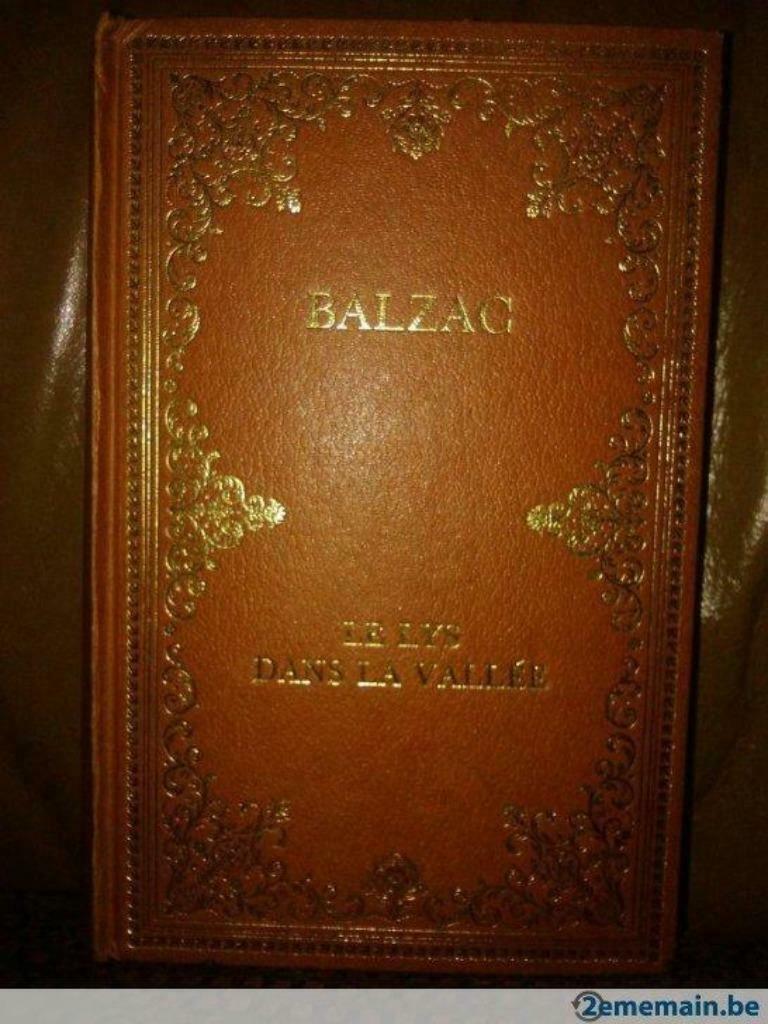 BALZAC
LE LYS
DANS LA VALLÉE
2ememain.be